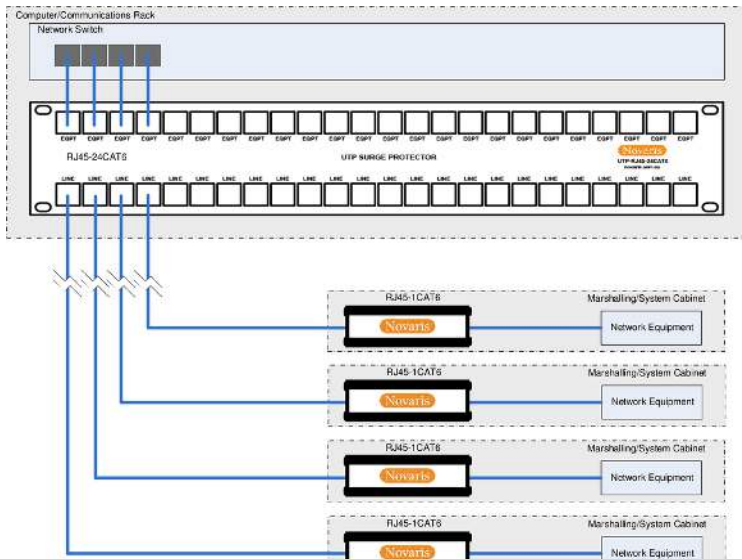 Computer/Communications Rack
Network Switch
EQPT EQPT EQPT EQPT EQPT EQPT EQPT EQPT EQPT EQPT EQPT EQPT EQPT EQPT EQPT EQPT EQPT EQPT EQPT EQPT EQPT EQPT EQPT EQPT
RJ45-24CAT6
UTP SURGE PROTECTOR
Novaris
UTP-RJ45-24CAT6
LINE LINE LINE LINE LINE LINE LINE LINE LINE LINE LINE LINE LINE LINE LINE LINE LINE LINE LINE LINE LINE LINE LINE LINE
RJ45-1CAT6 Marshalling/System Cabinet
Novaris Network Equipment
RJ45-1CAT6 Marshalling/System Cabinet
Novaris Network Equipment
RJ45-1CAT6 Marshalling/System Cabinet
Novaris Network Equipment
RJ45-1CAT6 Marshalling/System Cabinet
Novaris Network Equipment